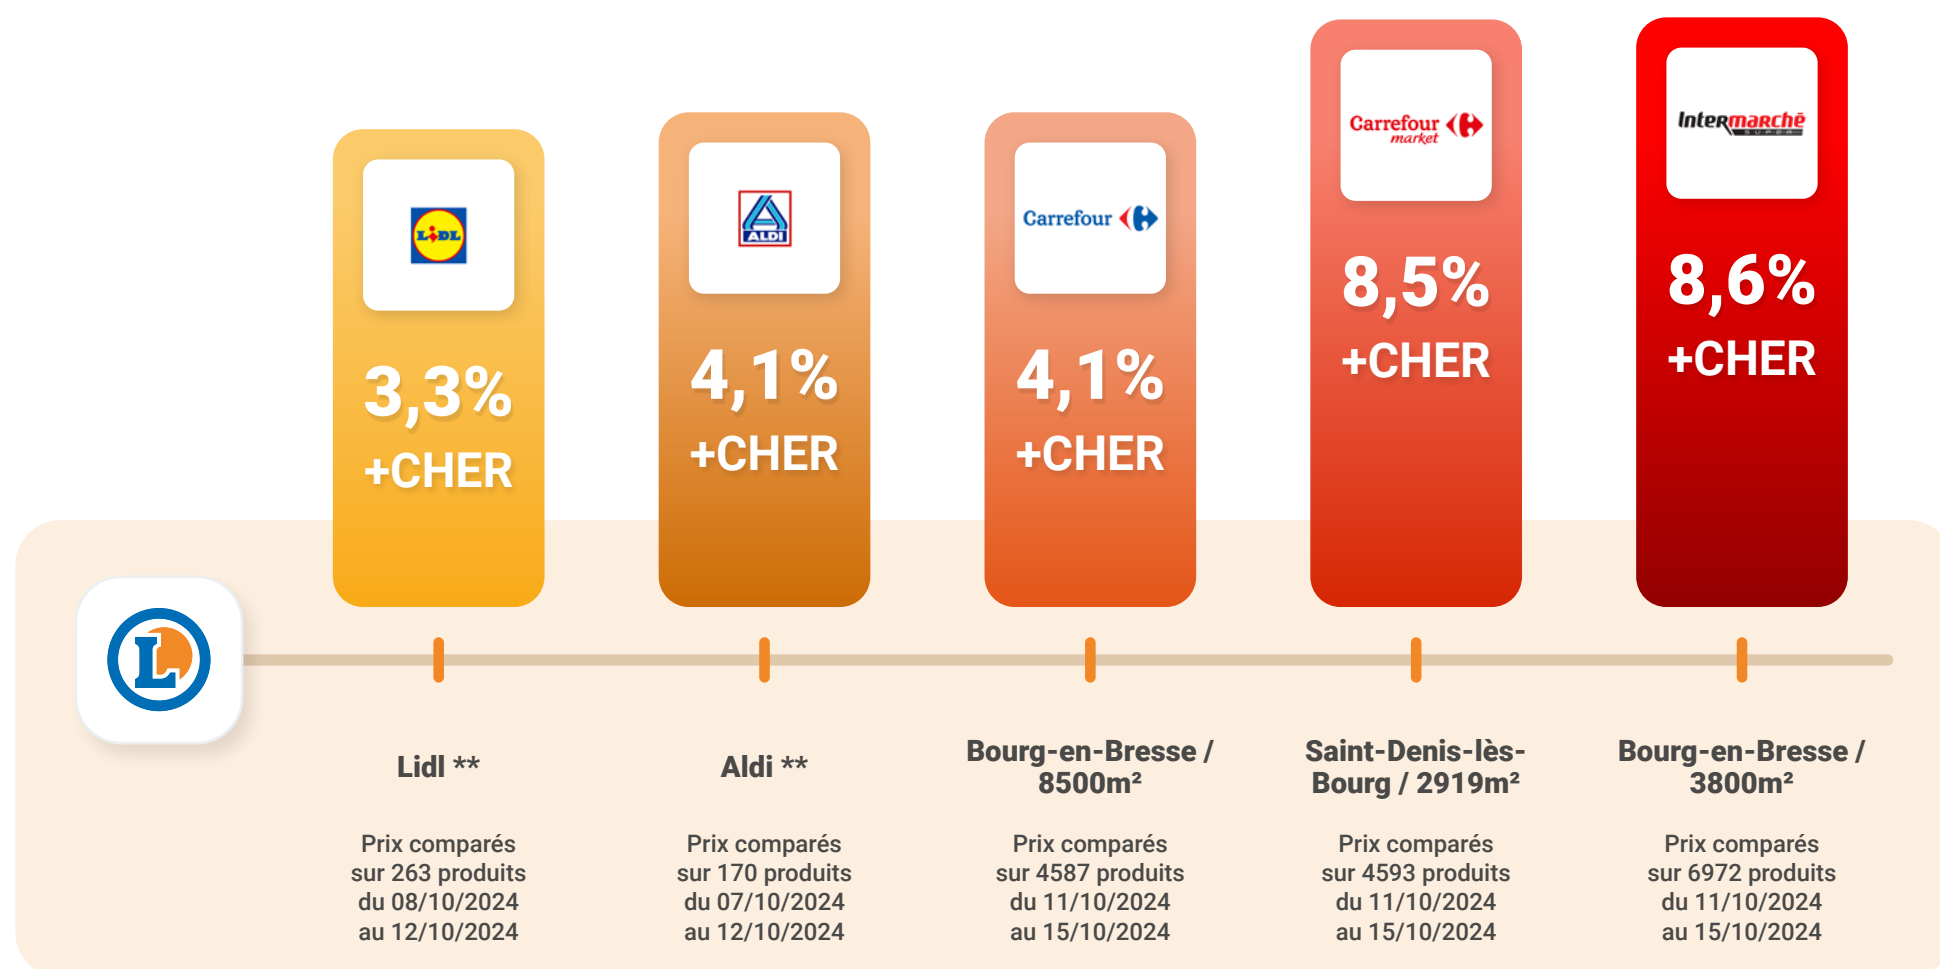 LIDL
3,3%
+CHER
ALDI
4,1%
+CHER
Carrefour
4,1%
+CHER
Carrefour
market
8,5%
+CHER
Intermarchē
SUPER
8,6%
+CHER
L
Lidl **
Prix comparés
sur 263 produits
du 08/10/2024
au 12/10/2024
Aldi **
Prix comparés
sur 170 produits
du 07/10/2024
au 12/10/2024
Bourg-en-Bresse /
8500m²
Prix comparés
sur 4587 produits
du 11/10/2024
au 15/10/2024
Saint-Denis-lès-
Bourg / 2919m²
Prix comparés
sur 4593 produits
du 11/10/2024
au 15/10/2024
Bourg-en-Bresse /
3800m²
Prix comparés
sur 6972 produits
du 11/10/2024
au 15/10/2024